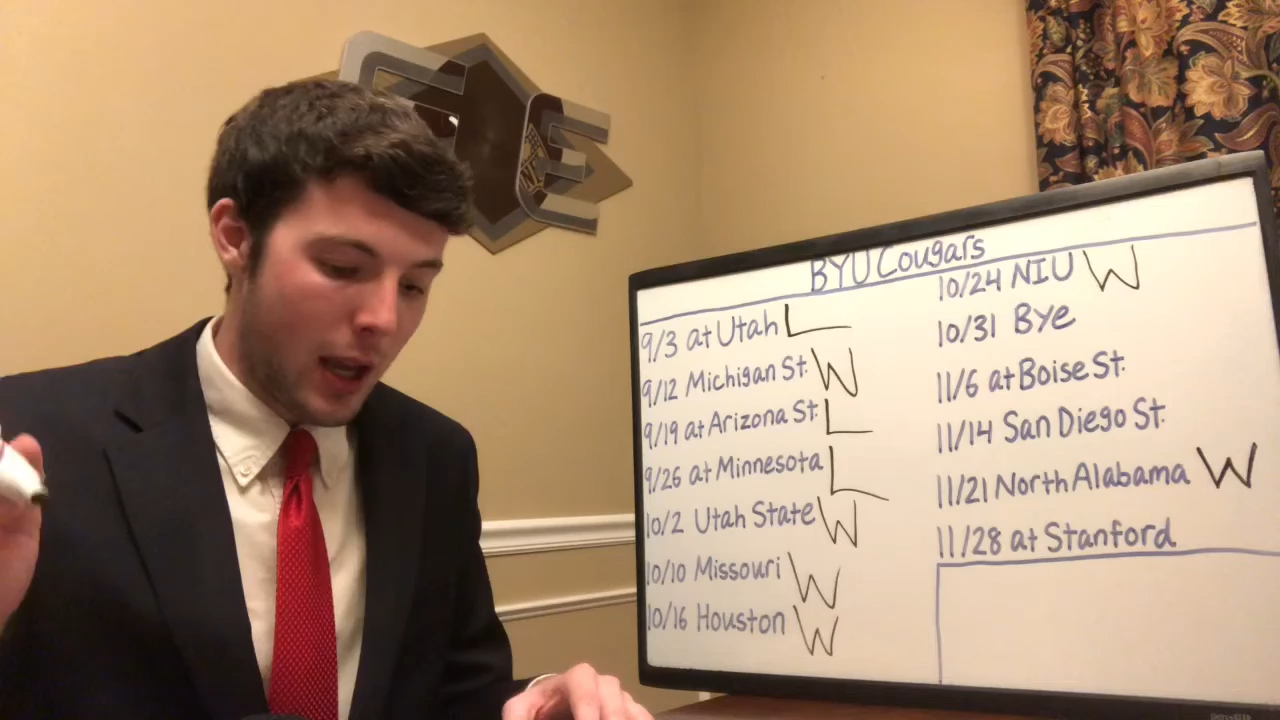 BYU Cougars
9/3 at Utah L
9/12 Michigan St. W
9/19 at Arizona St. L
9/26 at Minnesota L
10/2 Utah State W
10/10 Missouri W
10/16 Houston W
10/24 NIU W
10/31 Bye
11/6 at Boise St.
11/14 San Diego St.
11/21 North Alabama W
11/28 at Stanford